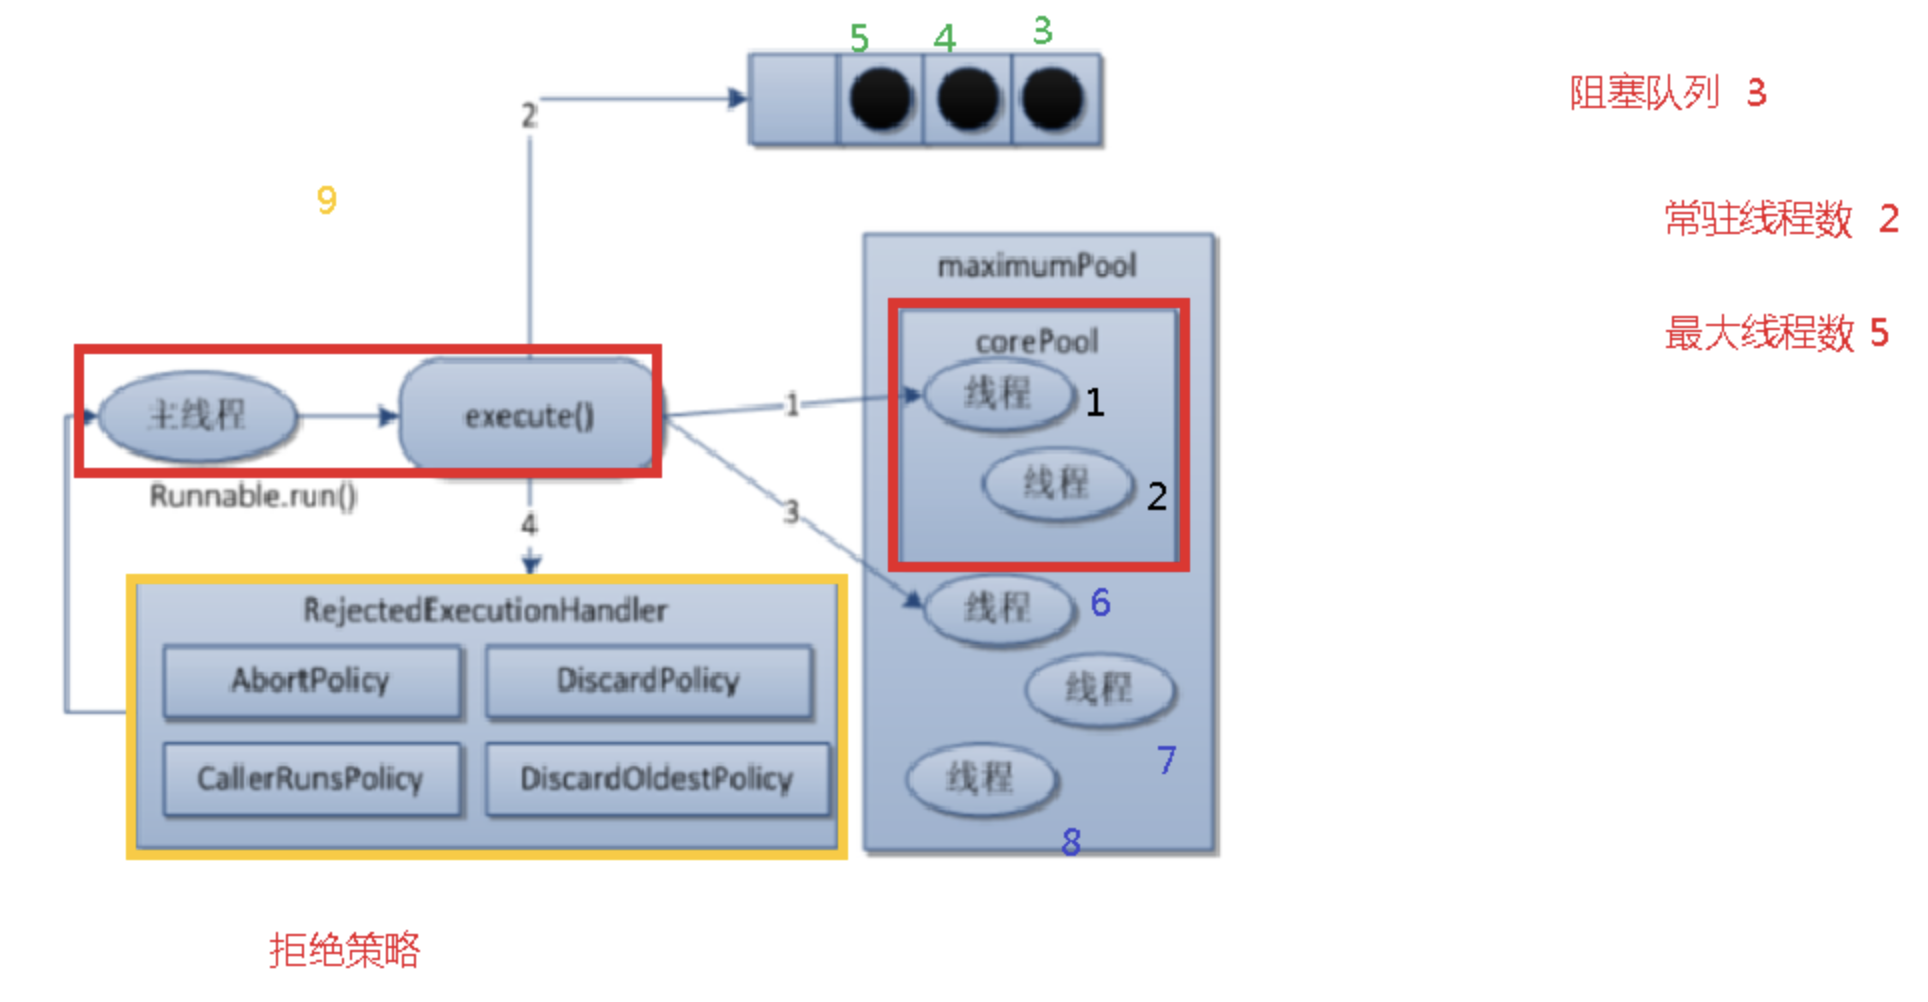 5 4 3
阻塞队列 3
2
9
常驻线程数 2
maximumPool
最大线程数 5
corePool
主线程
execute()
1
线程 1
线程 2
Runnable.run()
4
3
线程 6
RejectedExecutionHandler
AbortPolicy
DiscardPolicy
线程
7
CallerRunsPolicy
DiscardOldestPolicy
线程
8
拒绝策略